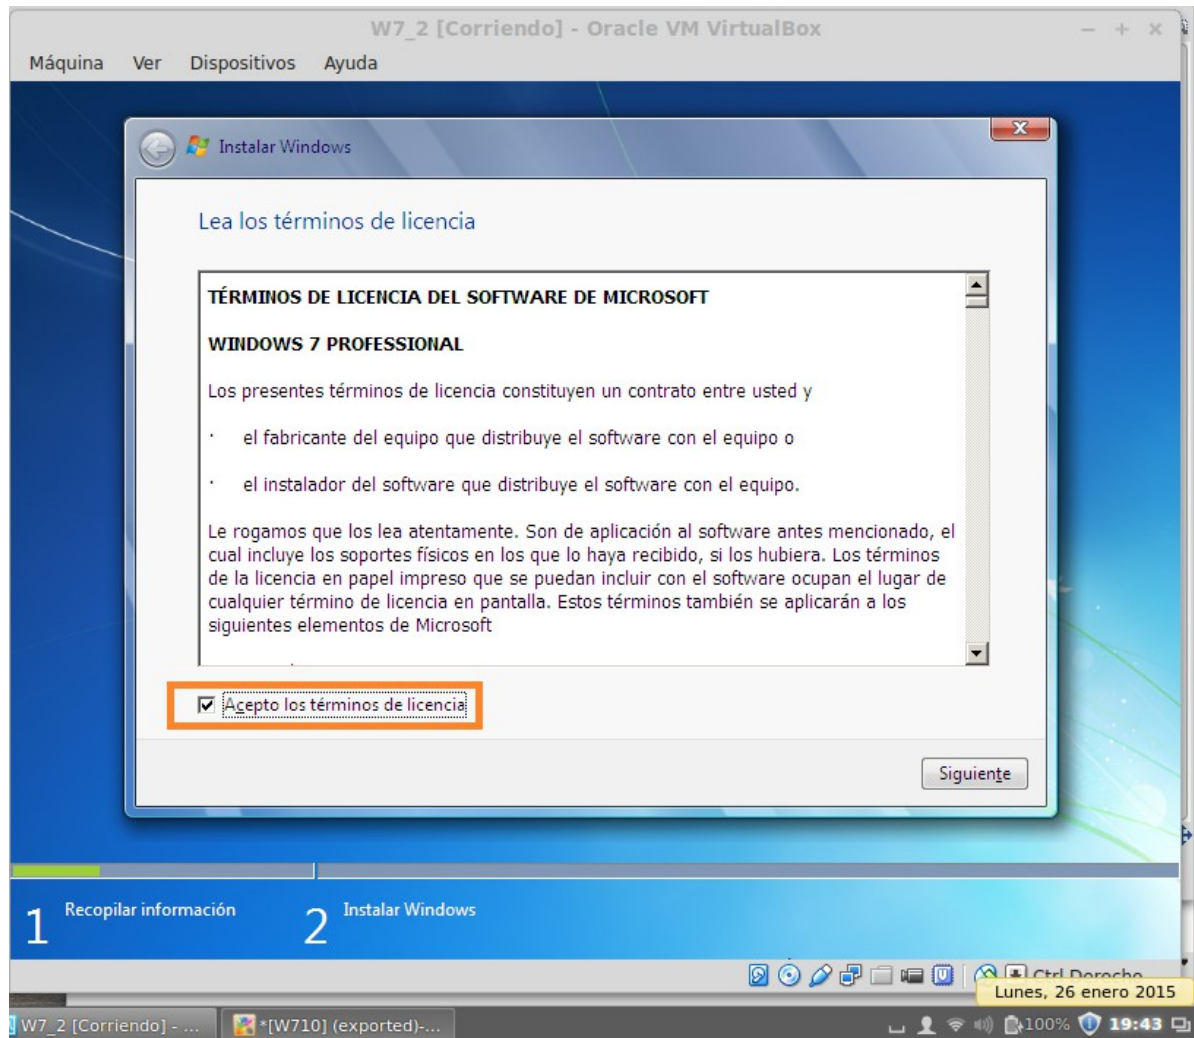 W7_2 [Corriendo] - Oracle VM VirtualBox
Máquina Ver Dispositivos Ayuda
Instalar Windows
Lea los términos de licencia
TÉRMINOS DE LICENCIA DEL SOFTWARE DE MICROSOFT
WINDOWS 7 PROFESSIONAL
Los presentes términos de licencia constituyen un contrato entre usted y
· el fabricante del equipo que distribuye el software con el equipo o
· el instalador del software que distribuye el software con el equipo.
Le rogamos que los lea atentamente. Son de aplicación al software antes mencionado, el
cual incluye los soportes físicos en los que lo haya recibido, si los hubiera. Los términos
de la licencia en papel impreso que se puedan incluir con el software ocupan el lugar de
cualquier término de licencia en pantalla. Estos términos también se aplicarán a los
siguientes elementos de Microsoft
Acepto los términos de licencia
Siguiente
1 Recopilar información 2 Instalar Windows
Ctrl Derecho
Lunes, 26 enero 2015
W7_2 [Corriendo] - ... *[W710] (exported)-... 100% 19:43